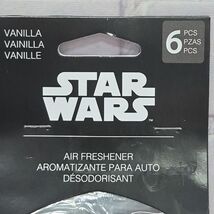 VANILLA
VAINILLA
VANILLE
6 PCS
PZAS
PCS
STAR
WARS
AIR FRESHENER
AROMATIZANTE PARA AUTO
DÉSODORISANT